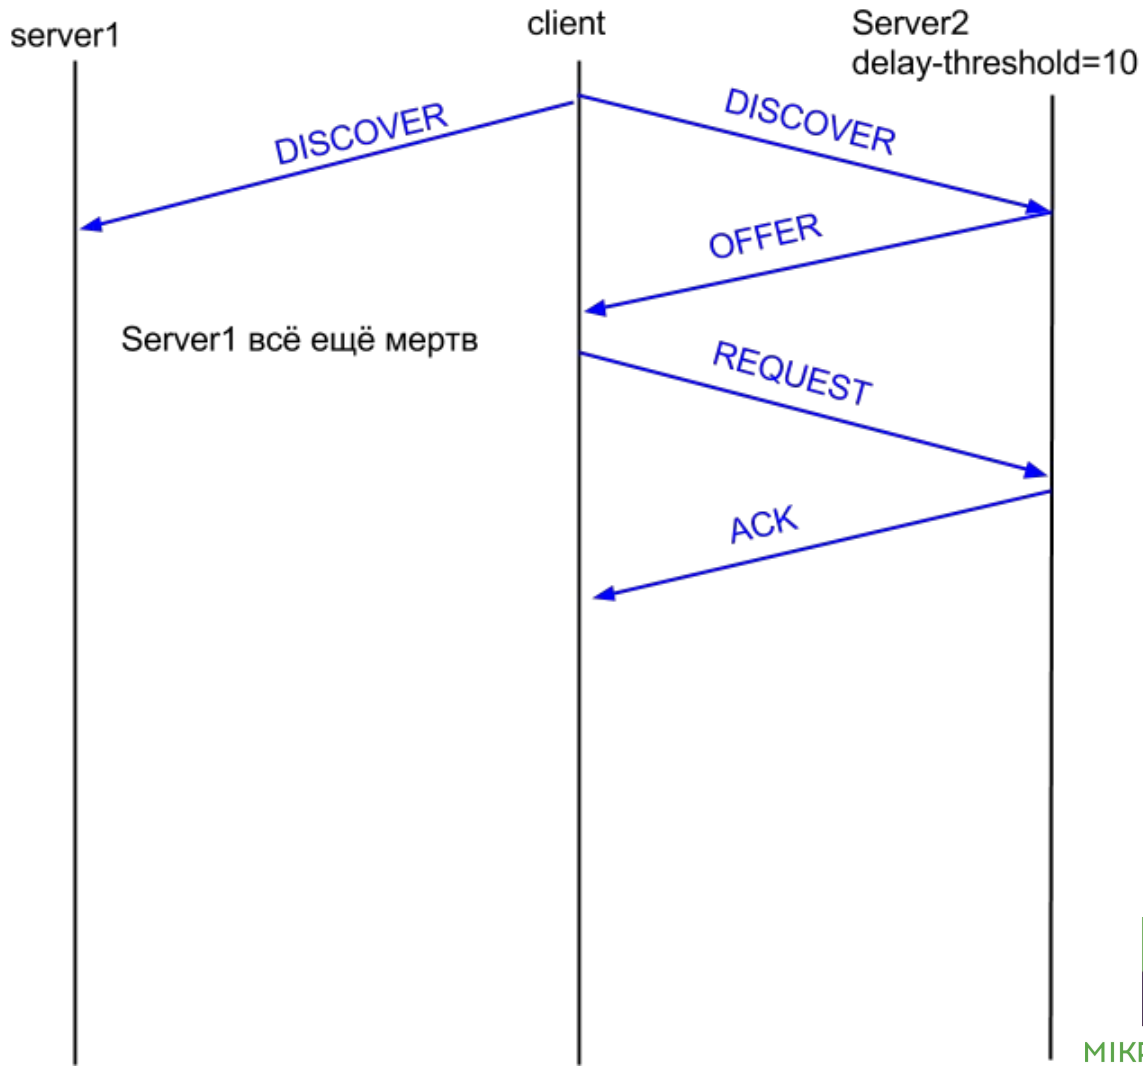 server1
client
Server2
delay-threshold=10
DISCOVER
DISCOVER
OFFER
Server1 всё ещё мертв
REQUEST
ACK